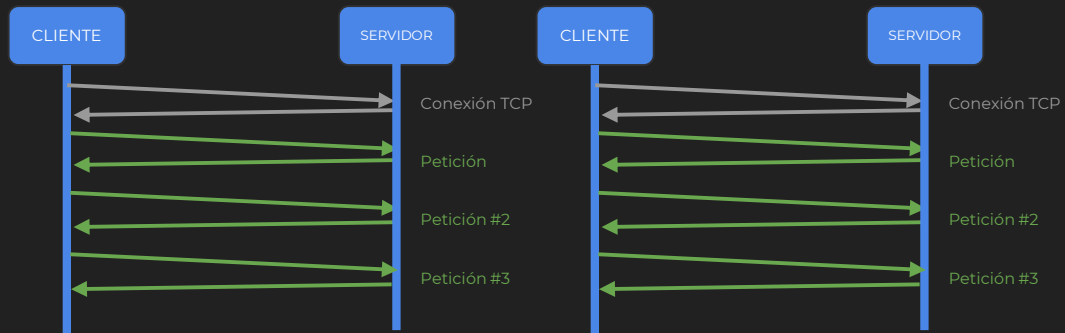 CLIENTE
SERVIDOR
Conexión TCP
Petición
Petición #2
Petición #3
CLIENTE
SERVIDOR
Conexión TCP
Petición
Petición #2
Petición #3